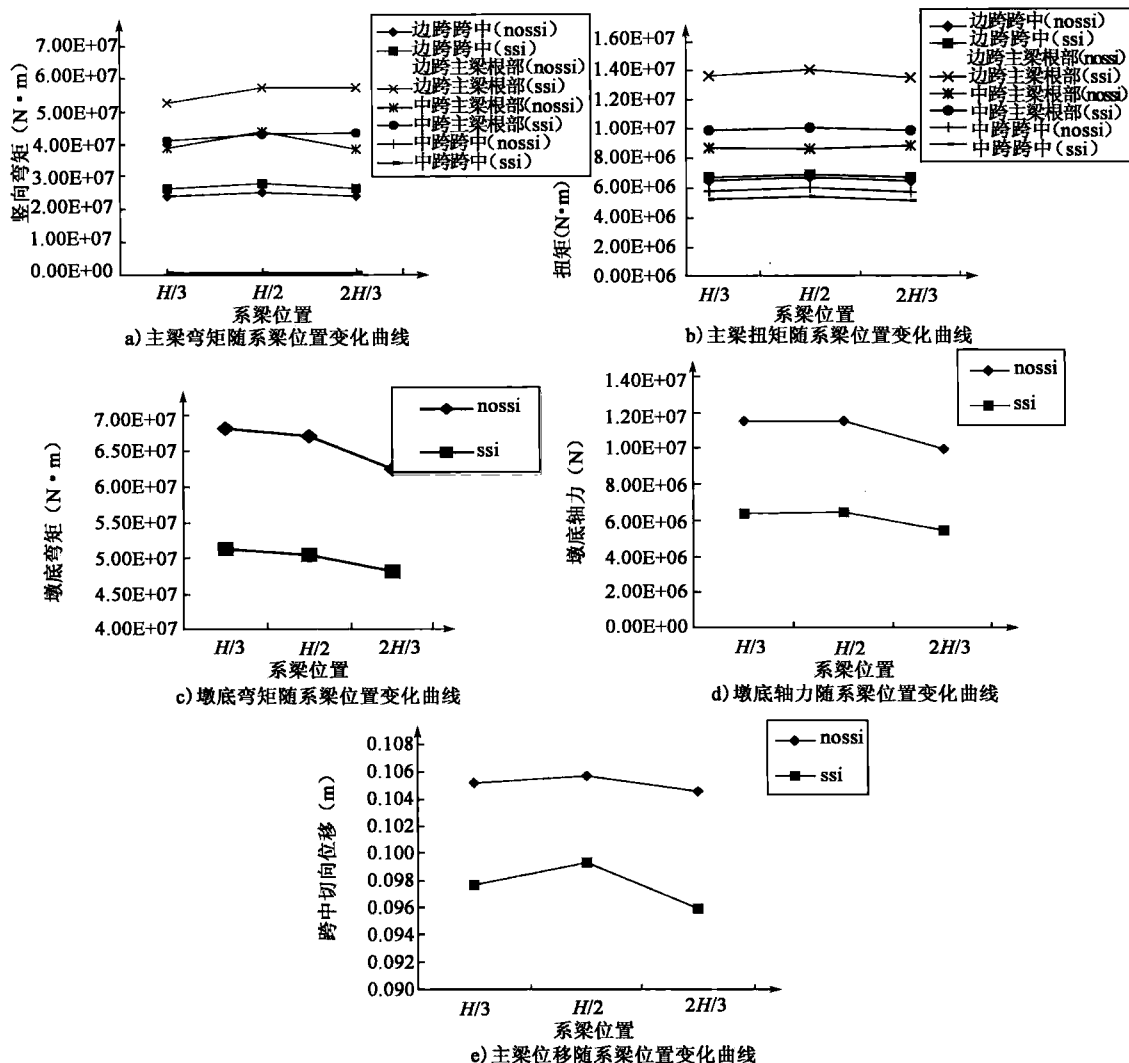 竖向弯矩（N·m）
7.00E+07
6.00E+07
5.00E+07
4.00E+07
3.00E+07
2.00E+07
1.00E+07
0.00E+00
边跨跨中(nossi)
边跨跨中(ssi)
边跨主梁根部(nossi)
边跨主梁根部(ssi)
中跨主梁根部(nossi)
中跨主梁根部(ssi)
中跨跨中(nossi)
中跨跨中(ssi)
H/3
H/2
2H/3
系梁位置
a)主梁弯矩随系梁位置变化曲线
扭矩(N·m)
1.60E+07
1.40E+07
1.20E+07
1.00E+07
8.00E+06
6.00E+06
4.00E+06
2.00E+06
0.00E+06
边跨跨中(nossi)
边跨跨中(ssi)
边跨主梁根部(nossi)
边跨主梁根部(ssi)
中跨主梁根部(nossi)
中跨主梁根部(ssi)
中跨跨中(nossi)
中跨跨中(ssi)
H/3
H/2
2H/3
系梁位置
b)主梁扭矩随系梁位置变化曲线
墩底弯矩（N·m）
7.00E+07
6.50E+07
6.00E+07
5.50E+07
5.00E+07
4.50E+07
4.00E+07
nossi
ssi
H/3
H/2
2H/3
系梁位置
c)墩底弯矩随系梁位置变化曲线
墩底轴力（N）
1.40E+07
1.20E+07
1.00E+07
8.00E+06
6.00E+06
4.00E+06
2.00E+06
0.00E+00
nossi
ssi
H/3
H/2
2H/3
系梁位置
d)墩底轴力随系梁位置变化曲线
跨中切向位移（m）
0.108
0.106
0.104
0.102
0.100
0.098
0.096
0.094
0.092
0.090
nossi
ssi
H/3
H/2
2H/3
系梁位置
e)主梁位移随系梁位置变化曲线